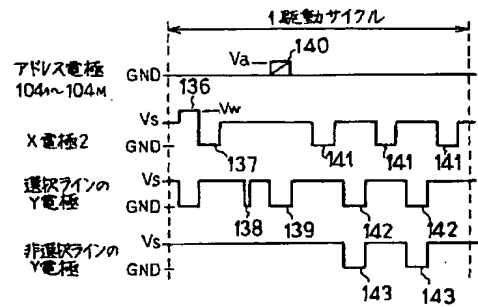 1駆動サイクル
アドレス電極
104₁~104M
GND
Va
140
136
Vw
Vs
X電極2
GND
137
141
141
141
選択ラインの
Y電極
Vs
GND
138
139
142
142
非選択ラインの
Y電極
Vs
GND
143
143